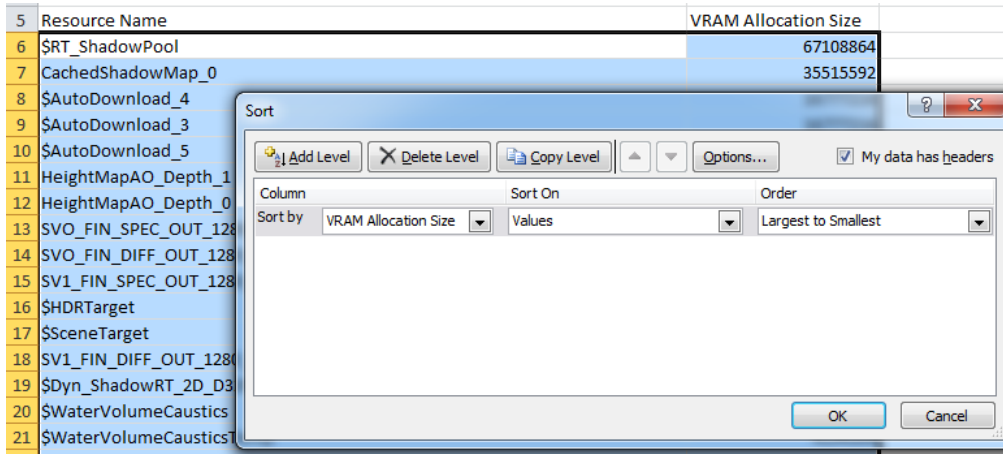 5 Resource Name VRAM Allocation Size
6 $RT_ShadowPool 67108864
7 CachedShadowMap_0 35515592
8 $AutoDownload_4
9 $AutoDownload_3
10 $AutoDownload_5
11 HeightMapAO_Depth_1
12 HeightMapAO_Depth_0
13 SVO_FIN_SPEC_OUT_128
14 SVO_FIN_DIFF_OUT_128
15 SV1_FIN_SPEC_OUT_128
16 $HDRTarget
17 $SceneTarget
18 SV1_FIN_DIFF_OUT_1280
19 $Dyn_ShadowRT_2D_D3
20 $WaterVolumeCaustics
21 $WaterVolumeCausticsT
Sort
Add Level Delete Level Copy Level Options... My data has headers
Column Sort On Order
Sort by VRAM Allocation Size Values Largest to Smallest
OK Cancel